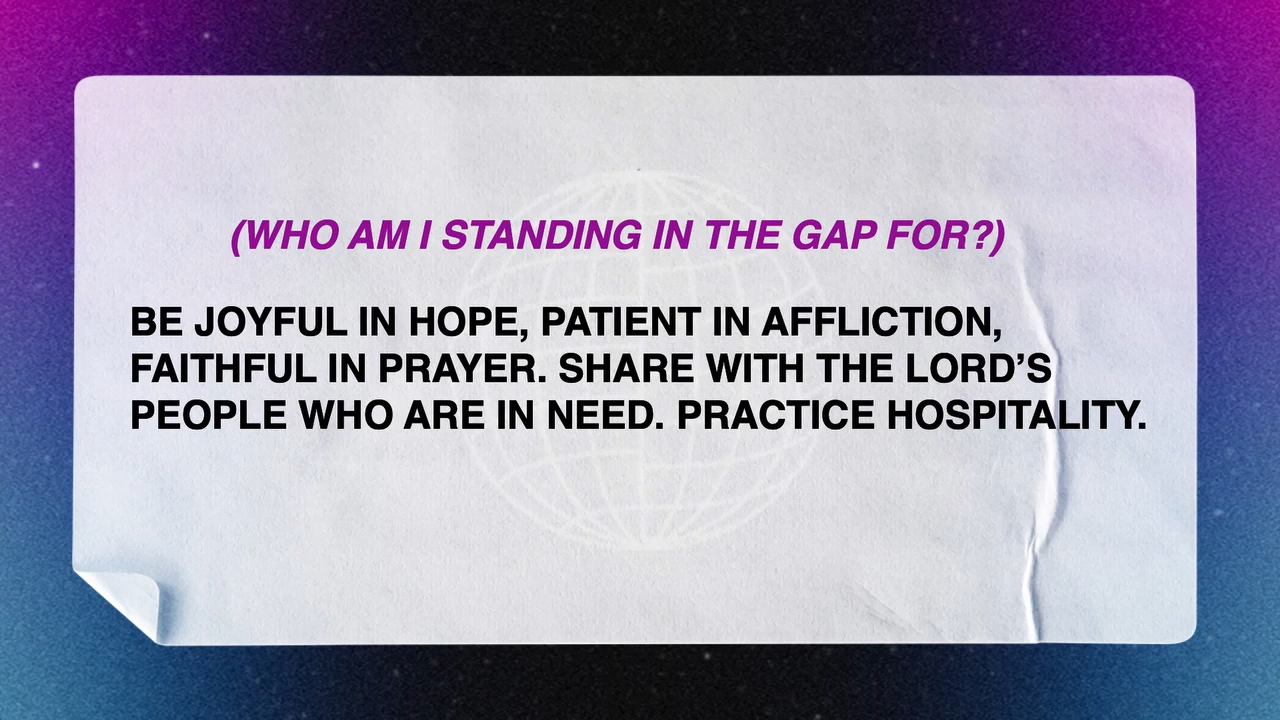 (WHO AM I STANDING IN THE GAP FOR?)
BE JOYFUL IN HOPE, PATIENT IN AFFLICTION,
FAITHFUL IN PRAYER. SHARE WITH THE LORD’S
PEOPLE WHO ARE IN NEED. PRACTICE HOSPITALITY.